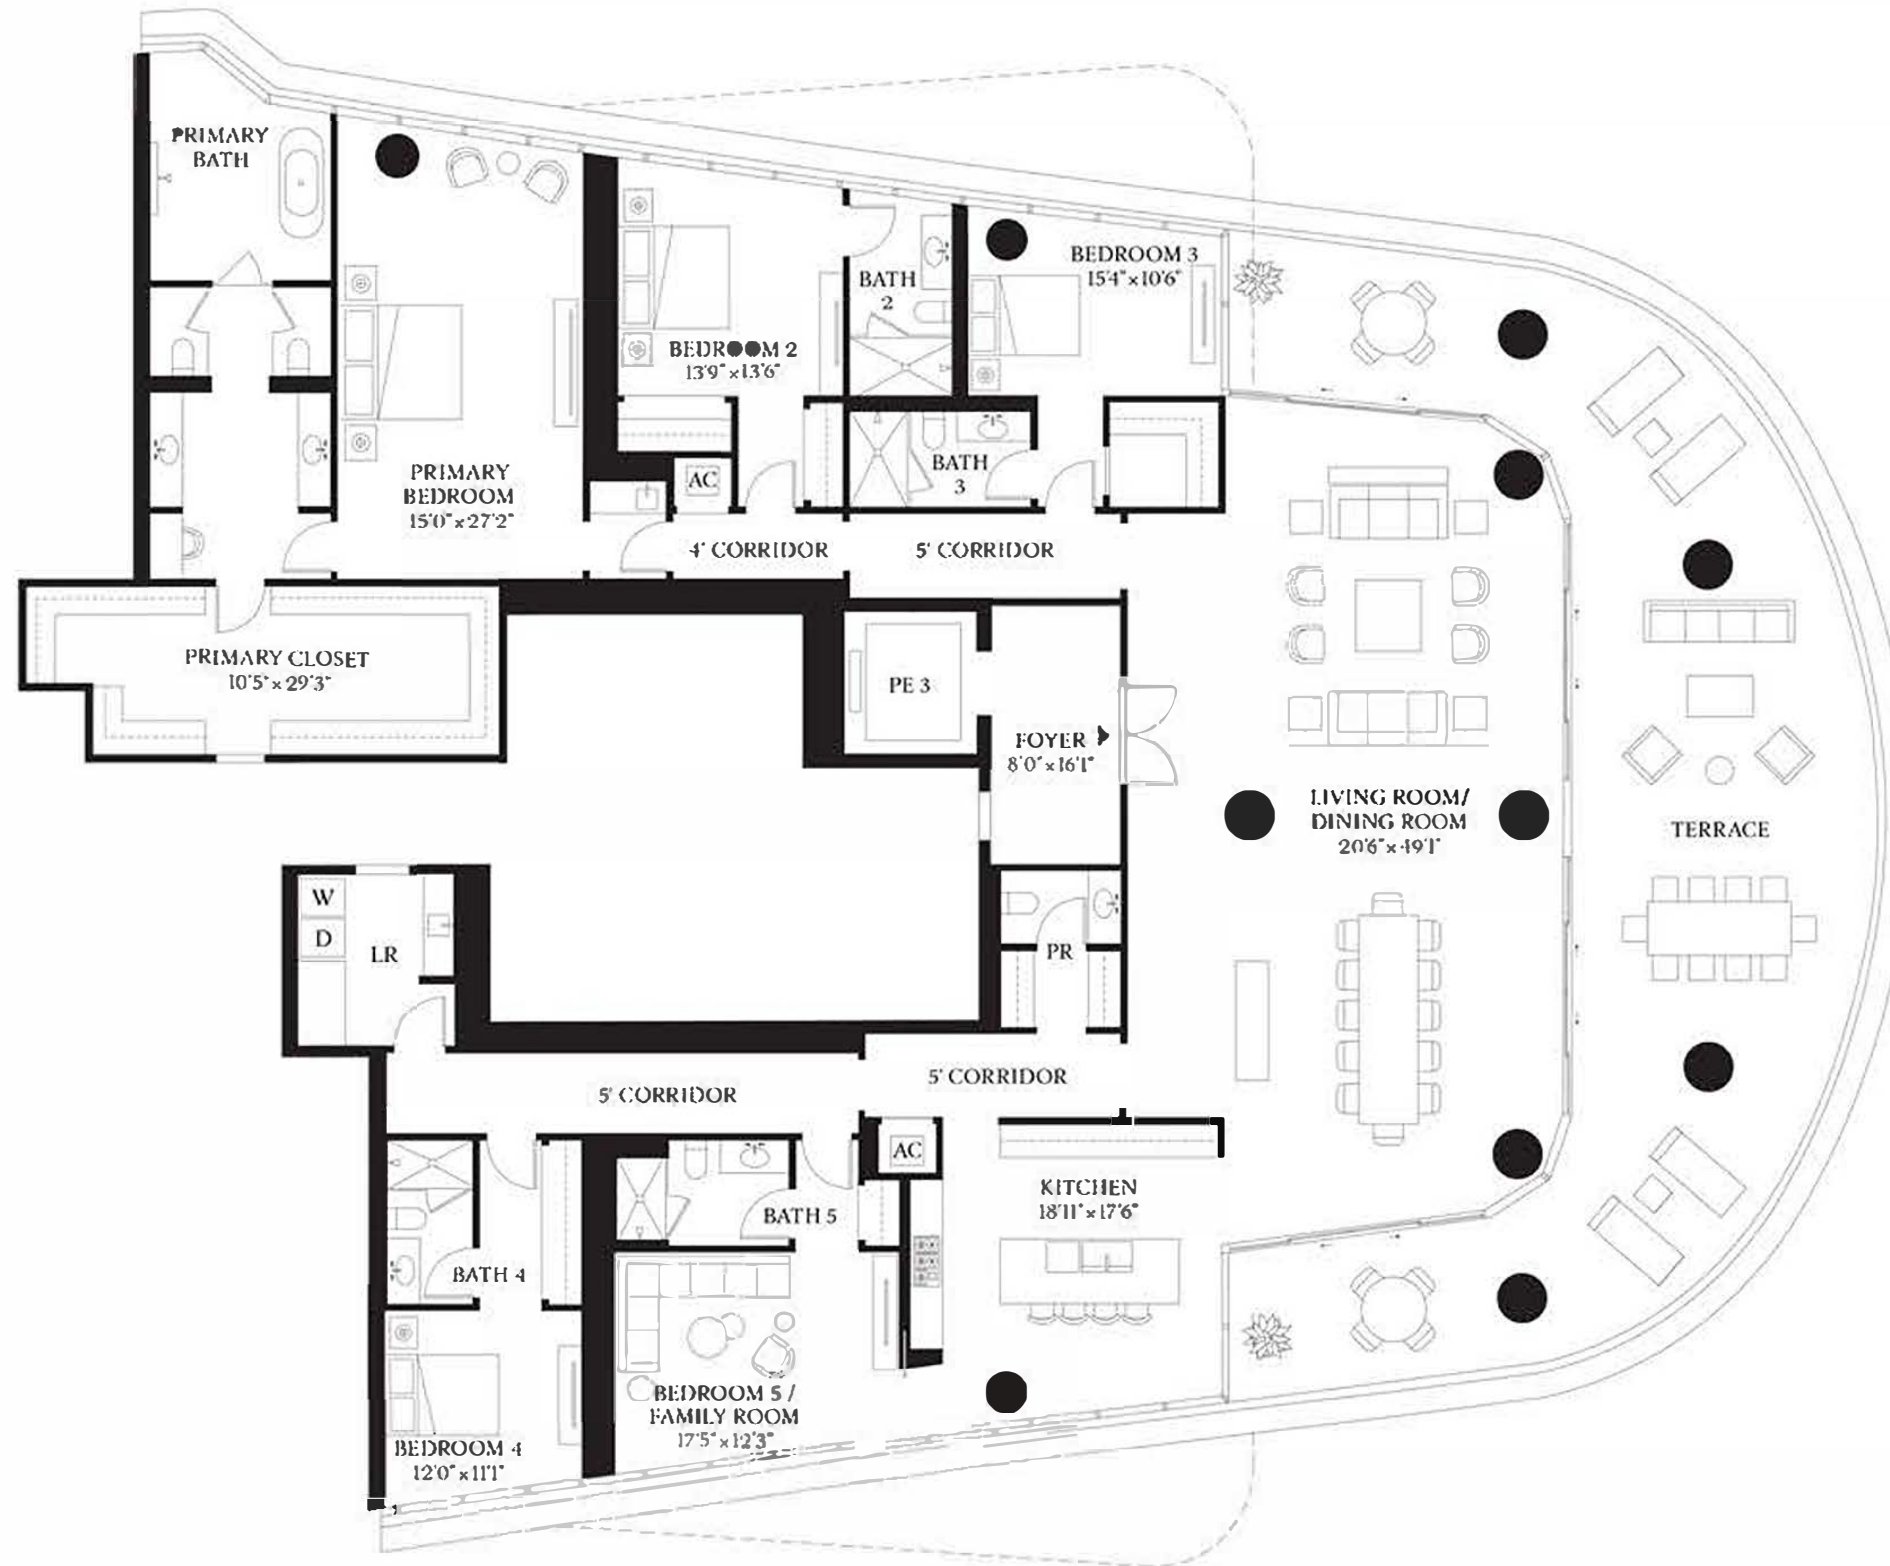 PRIMARY
BATH
BEDROOM 3
15'4" × 10'6"
BATH
2
BEDROOM 2
13'9" × 13'6"
PRIMARY
BEDROOM
15'0" × 27'2"
AC
BATH
3
4' CORRIDOR
5' CORRIDOR
PRIMARY CLOSET
10'5" × 29'3"
PE 3
FOYER
8'0" × 16'1"
LIVING ROOM/
DINING ROOM
20'6" × 49'1"
TERRACE
W
D
LR
PR
5' CORRIDOR
5' CORRIDOR
AC
KITCHEN
18'11" × 17'6"
BATH 5
BATH 4
BEDROOM 5 /
FAMILY ROOM
17'5" × 12'3"
BEDROOM 4
12'0" × 11'1"